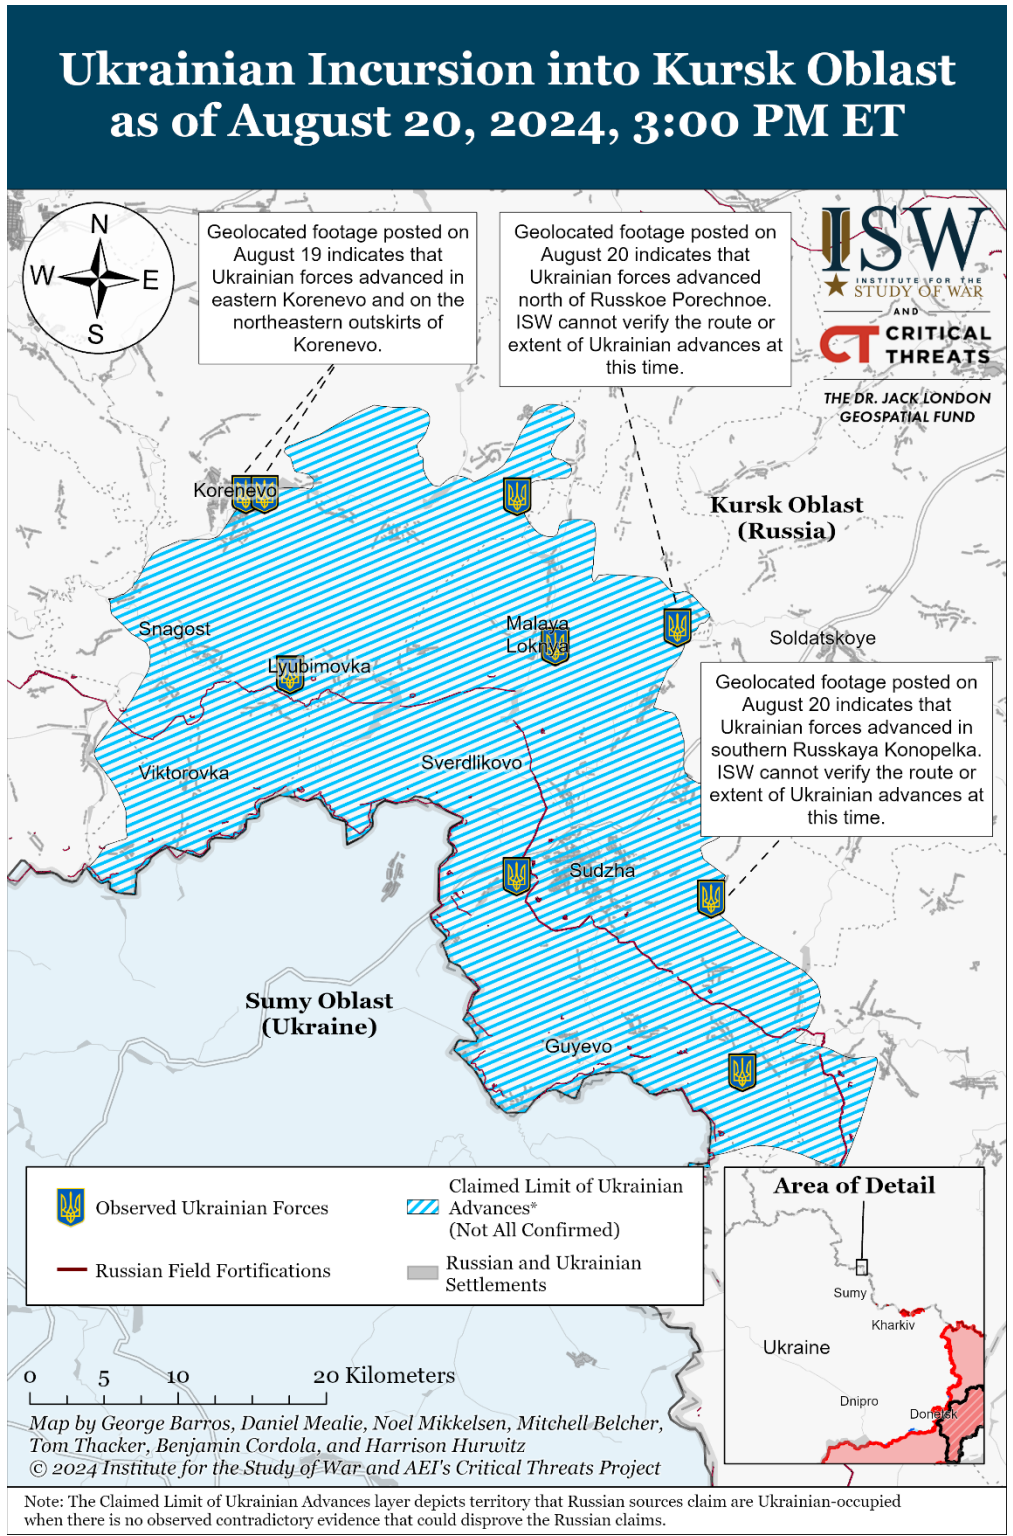 Ukrainian Incursion into Kursk Oblast
as of August 20, 2024, 3:00 PM ET
N
W
E
S
Geolocated footage posted on
August 19 indicates that
Ukrainian forces advanced in
eastern Korenevo and on the
northeastern outskirts of
Korenevo.
Geolocated footage posted on
August 20 indicates that
Ukrainian forces advanced
north of Russkoe Porechnoe.
ISW cannot verify the route or
extent of Ukrainian advances at
this time.
ISW
INSTITUTE FOR THE
STUDY OF WAR
AND
CT CRITICAL
THREATS
THE DR. JACK LONDON
GEOSPATIAL FUND
Korenevo
Kursk Oblast
(Russia)
Snagost
Malaya
Loknya
Soldatskoye
Lyubimovka
Geolocated footage posted on
August 20 indicates that
Ukrainian forces advanced in
southern Russkaya Konopelka.
ISW cannot verify the route or
extent of Ukrainian advances at
this time.
Sverdlikovo
Viktorovka
Sudzha
Sumy Oblast
(Ukraine)
Guyevo
Observed Ukrainian Forces
Claimed Limit of Ukrainian
Advances*
(Not All Confirmed)
Russian Field Fortifications
Russian and Ukrainian
Settlements
Area of Detail
Sumy
Kharkiv
Ukraine
Dnipro
Donetsk
0 5 10 20 Kilometers
Map by George Barros, Daniel Mealie, Noel Mikkelsen, Mitchell Belcher,
Tom Thacker, Benjamin Cordola, and Harrison Hurwitz
© 2024 Institute for the Study of War and AEI's Critical Threats Project
Note: The Claimed Limit of Ukrainian Advances layer depicts territory that Russian sources claim are Ukrainian-occupied
when there is no observed contradictory evidence that could disprove the Russian claims.